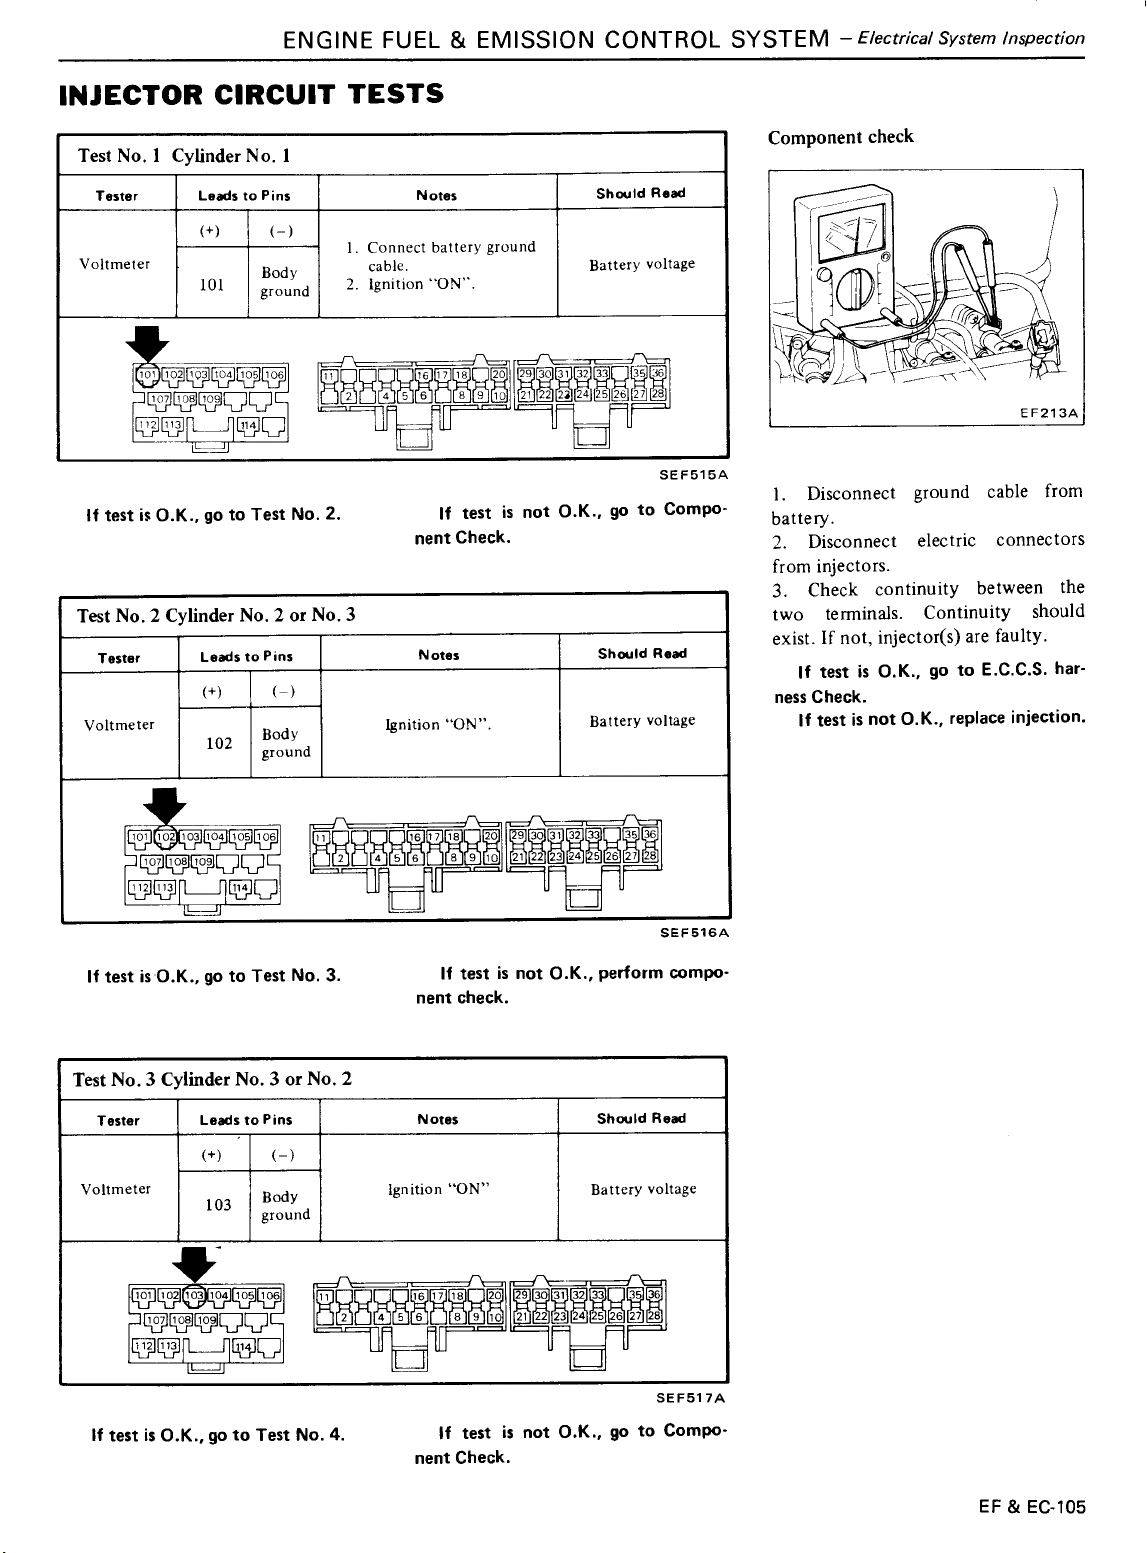 ENGINE FUEL & EMISSION CONTROL SYSTEM – Electrical System Inspection
INJECTOR CIRCUIT TESTS
Test No. 1 Cylinder No. 1
Tester Leads to Pins Notes Should Read
(+) (–)
Voltmeter 101 Body ground
1. Connect battery ground
cable.
2. Ignition “ON”.
Battery voltage
101 102 103 104 105 106
107 108 109
112 113 114
11 16 17 18 20
2 4 5 6 8 9 10
29 30 31 32 33 35 36
21 22 23 24 25 26 27 28
SEF515A
If test is O.K., go to Test No. 2.
If test is not O.K., go to Compo-
nent Check.
Test No. 2 Cylinder No. 2 or No. 3
Tester Leads to Pins Notes Should Read
(+) (–)
Voltmeter 102 Body ground
Ignition “ON”.
Battery voltage
101 102 103 104 105 106
107 108 109
112 113 114
11 16 17 18 20
2 4 5 6 8 9 10
29 30 31 32 33 35 36
21 22 23 24 25 26 27 28
SEF516A
If test is O.K., go to Test No. 3.
If test is not O.K., perform compo-
nent check.
Test No. 3 Cylinder No. 3 or No. 2
Tester Leads to Pins Notes Should Read
(+) (–)
Voltmeter 103 Body ground
Ignition “ON”
Battery voltage
101 102 103 104 105 106
107 108 109
112 113 114
11 16 17 18 20
2 4 5 6 8 9 10
29 30 31 32 33 35 36
21 22 23 24 25 26 27 28
SEF517A
If test is O.K., go to Test No. 4.
If test is not O.K., go to Compo-
nent Check.
Component check
EF213A
1. Disconnect ground cable from
battery.
2. Disconnect electric connectors
from injectors.
3. Check continuity between the
two terminals. Continuity should
exist. If not, injector(s) are faulty.
If test is O.K., go to E.C.C.S. har-
ness Check.
If test is not O.K., replace injection.
EF & EC-105